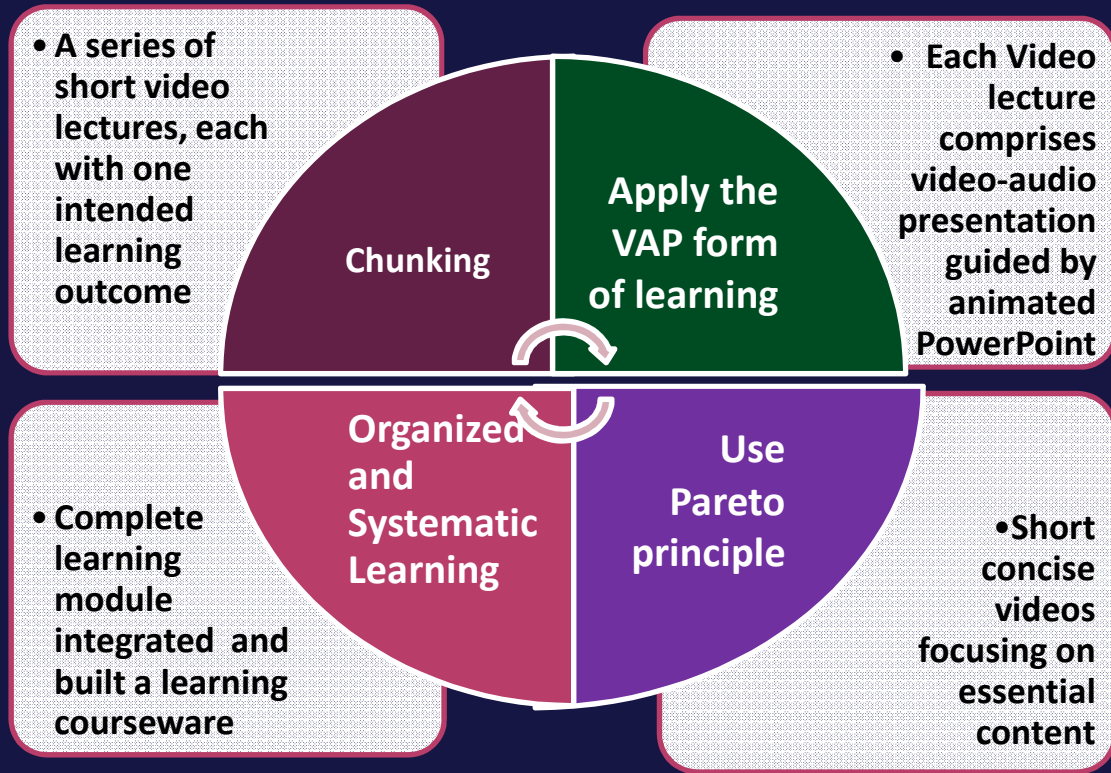 • A series of
short video
lectures, each
with one
intended
learning
outcome
Chunking
Apply the
VAP form
of learning
• Each Video
lecture
comprises
video-audio
presentation
guided by
animated
PowerPoint
• Complete
learning
module
integrated and
built a learning
courseware
Organized
and
Systematic
Learning
Use
Pareto
principle
•Short
concise
videos
focusing on
essential
content